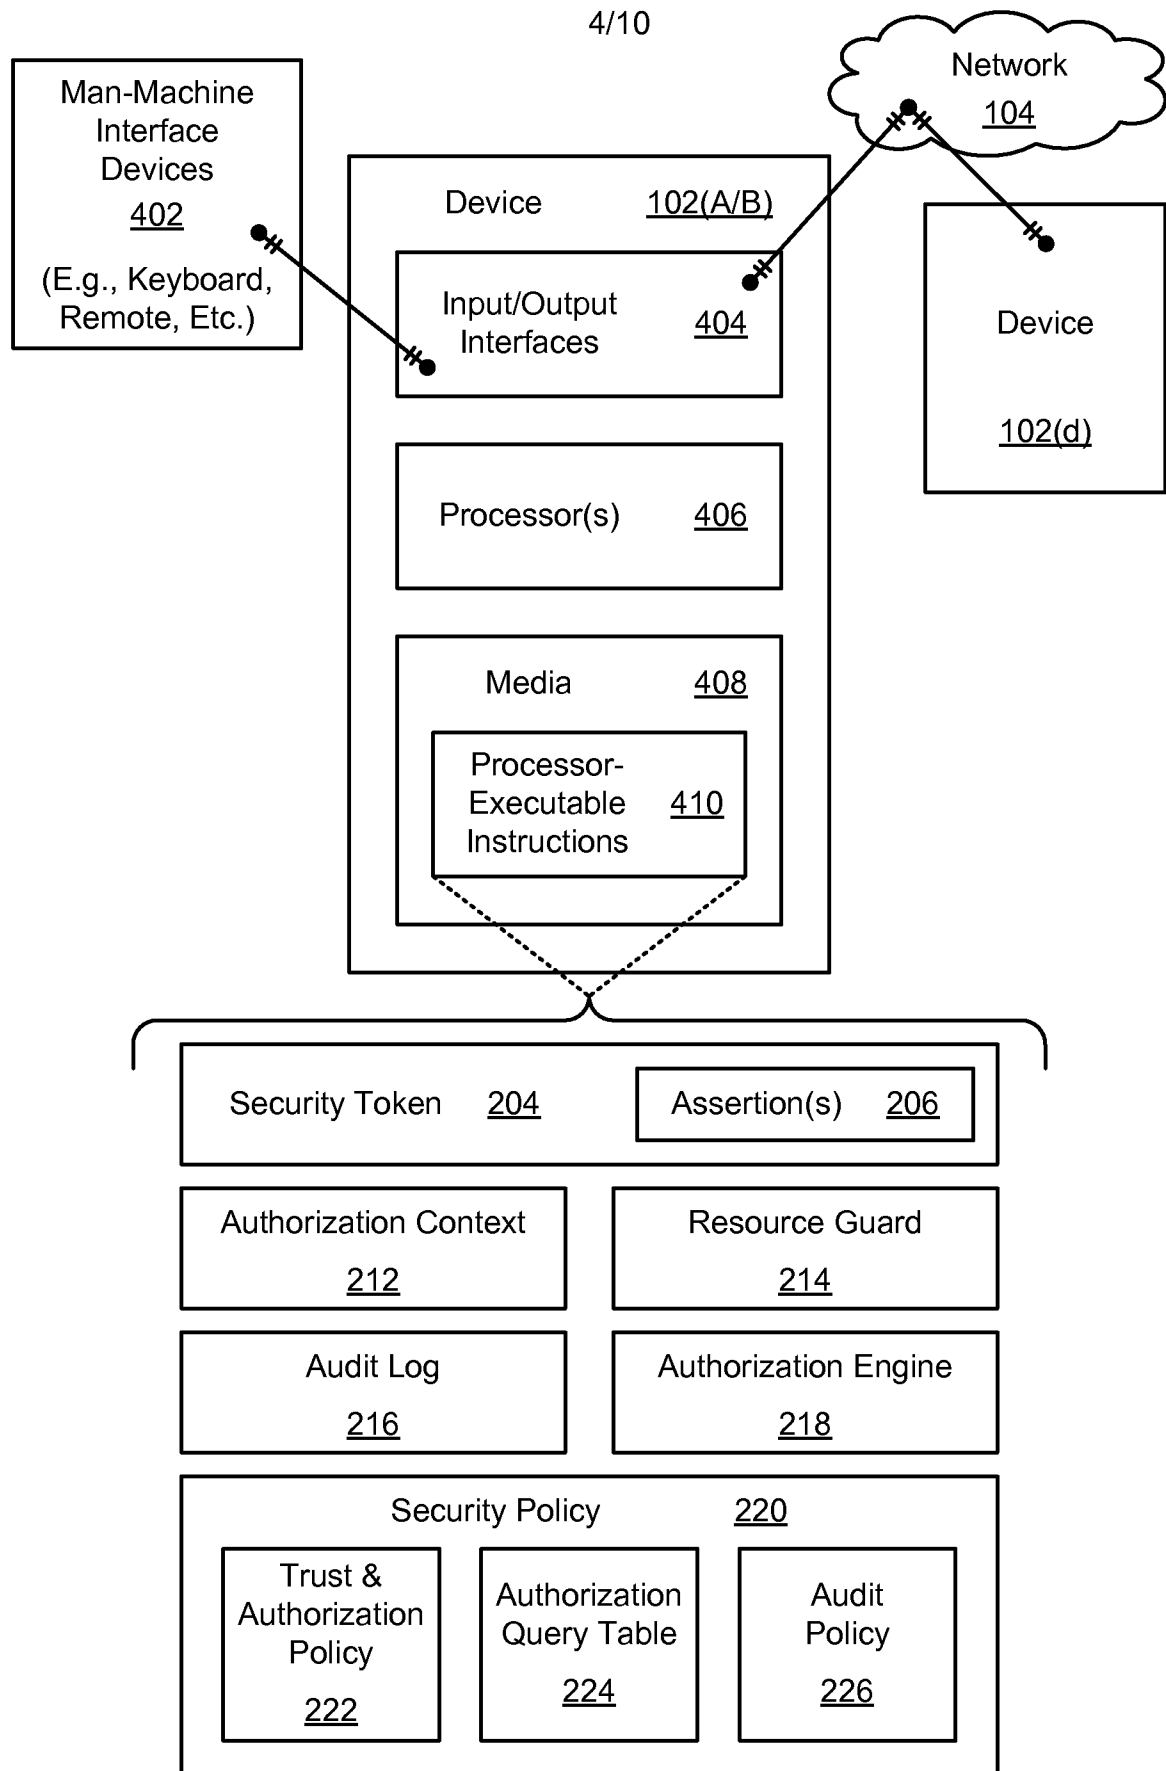 4/10
Man-Machine
Interface
Devices
402
(E.g., Keyboard,
Remote, Etc.)
Network
104
Device 102(A/B)
Input/Output
Interfaces
404
Device
102(d)
Processor(s) 406
Media 408
Processor-
Executable
Instructions
410
Security Token 204
Assertion(s) 206
Authorization Context
212
Resource Guard
214
Audit Log
216
Authorization Engine
218
Security Policy 220
Trust &
Authorization
Policy
222
Authorization
Query Table
224
Audit
Policy
226